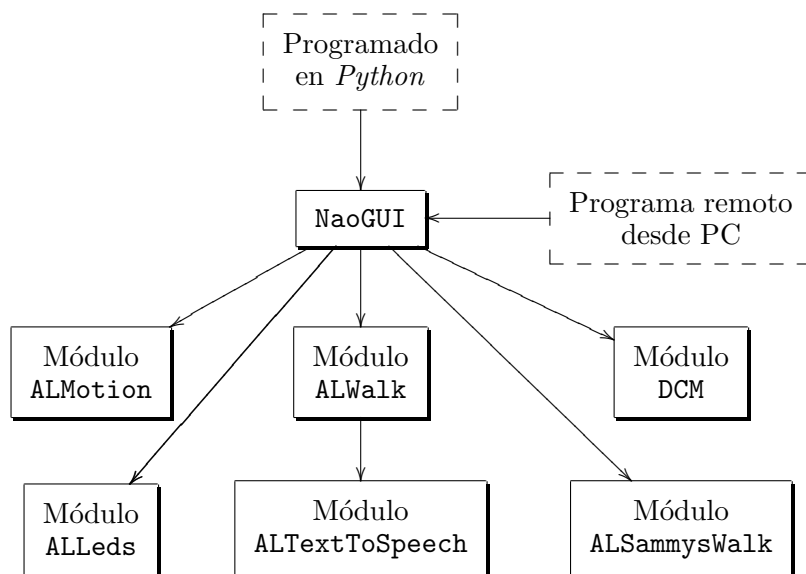 Programado
en Python
NaoGUI
Programa remoto
desde PC
Módulo
ALMotion
Módulo
ALWalk
Módulo
DCM
Módulo
ALLeds
Módulo
ALTextToSpeech
Módulo
ALSammysWalk